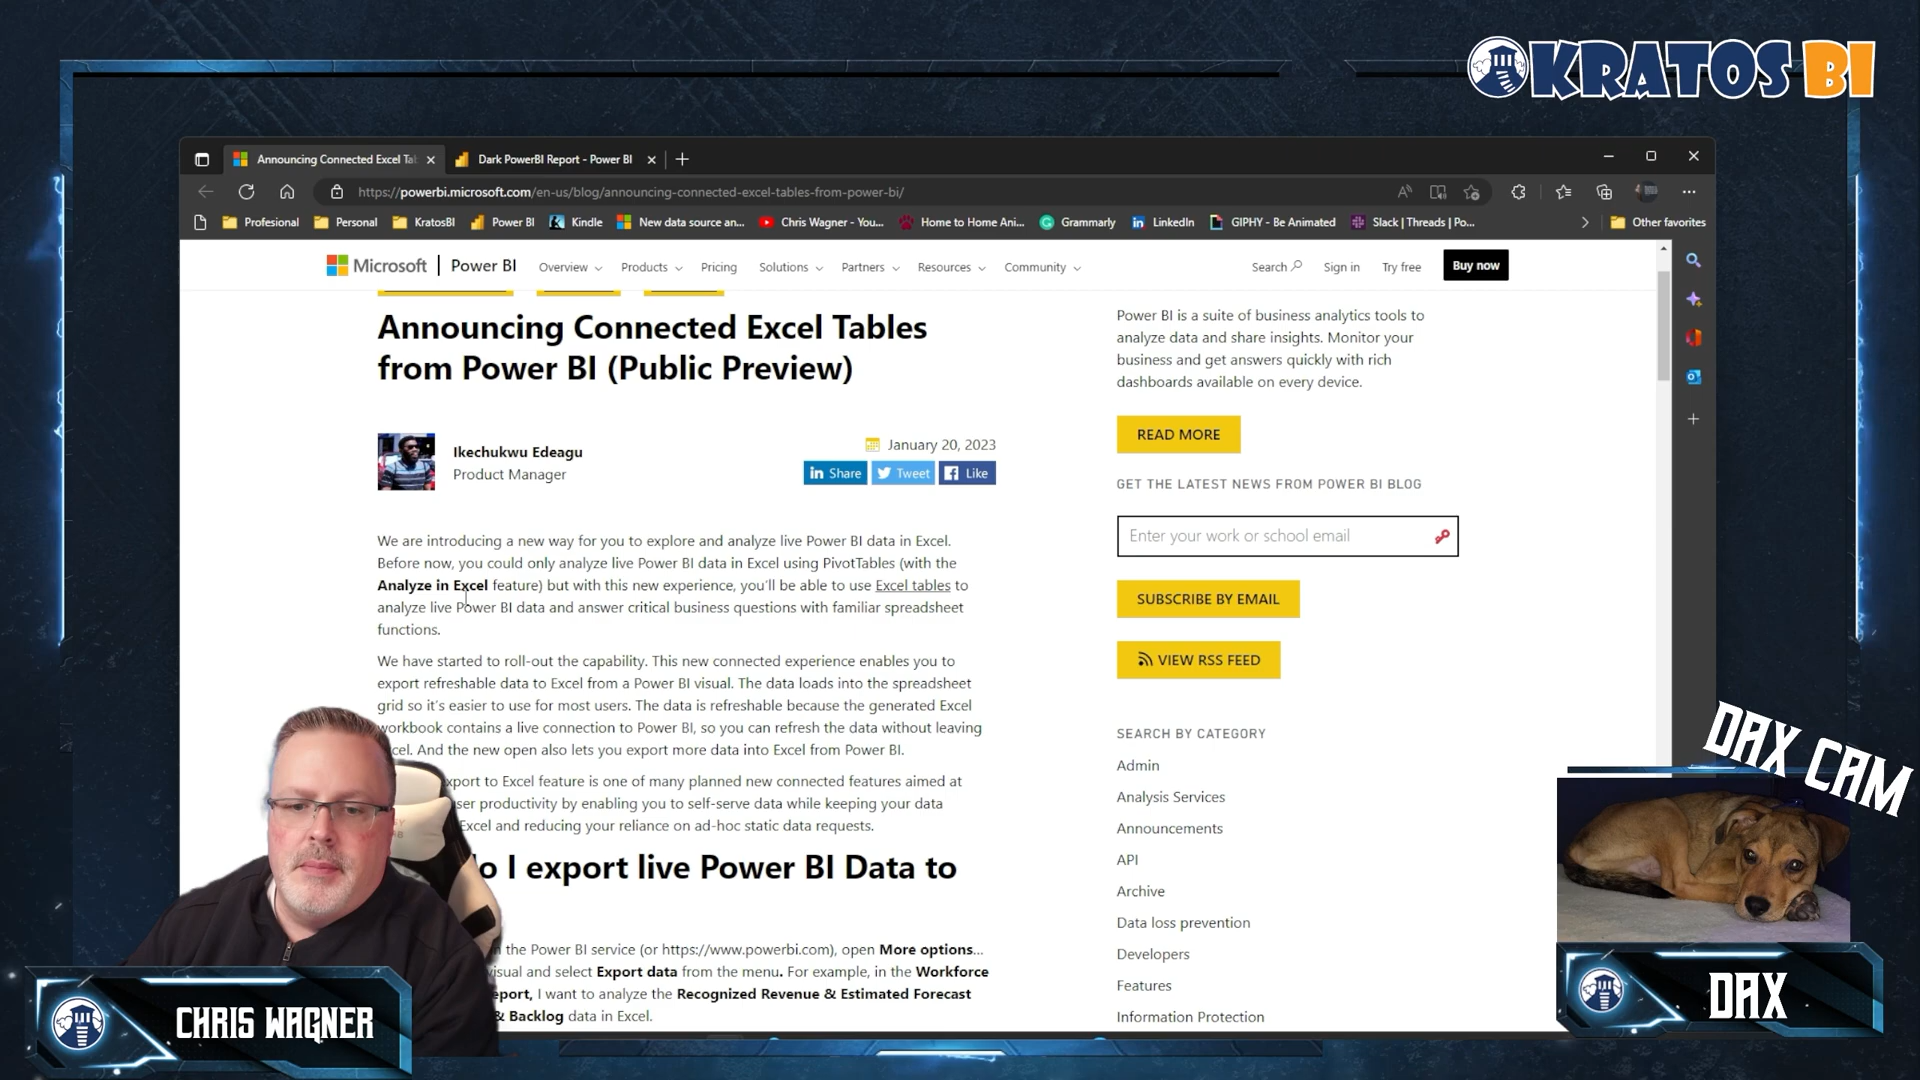 KRATOS BI
Announcing Connected Excel Tab
Dark PowerBI Report - Power BI
https://powerbi.microsoft.com/en-us/blog/announcing-connected-excel-tables-from-power-bi/
Profesional
Personal
KratosBI
Power BI
Kindle
New data source an...
Chris Wagner - You...
Home to Home Ani...
Grammarly
LinkedIn
GIPHY - Be Animated
Slack | Threads | Po...
Other favorites
Microsoft
Power BI
Overview
Products
Pricing
Solutions
Partners
Resources
Community
Search
Sign in
Try free
Buy now
Announcing Connected Excel Tables
from Power BI (Public Preview)
Ikechukwu Edeagu
Product Manager
January 20, 2023
in Share
Tweet
Like
We are introducing a new way for you to explore and analyze live Power BI data in Excel.
Before now, you could only analyze live Power BI data in Excel using PivotTables (with the
Analyze in Excel feature) but with this new experience, you'll be able to use Excel tables to
analyze live Power BI data and answer critical business questions with familiar spreadsheet
functions.
We have started to roll-out the capability. This new connected experience enables you to
export refreshable data to Excel from a Power BI visual. The data loads into the spreadsheet
grid so it's easier to use for most users. The data is refreshable because the generated Excel
workbook contains a live connection to Power BI, so you can refresh the data without leaving
cel. And the new open also lets you export more data into Excel from Power BI.
xport to Excel feature is one of many planned new connected features aimed at
ser productivity by enabling you to self-serve data while keeping your data
Excel and reducing your reliance on ad-hoc static data requests.
o I export live Power BI Data to
n the Power BI service (or https://www.powerbi.com), open More options...
isual and select Export data from the menu. For example, in the Workforce
eport, I want to analyze the Recognized Revenue & Estimated Forecast
& Backlog data in Excel.
Power BI is a suite of business analytics tools to
analyze data and share insights. Monitor your
business and get answers quickly with rich
dashboards available on every device.
READ MORE
GET THE LATEST NEWS FROM POWER BI BLOG
Enter your work or school email
SUBSCRIBE BY EMAIL
VIEW RSS FEED
SEARCH BY CATEGORY
Admin
Analysis Services
Announcements
API
Archive
Data loss prevention
Developers
Features
Information Protection
DAX CAM
CHRIS WAGNER
DAX